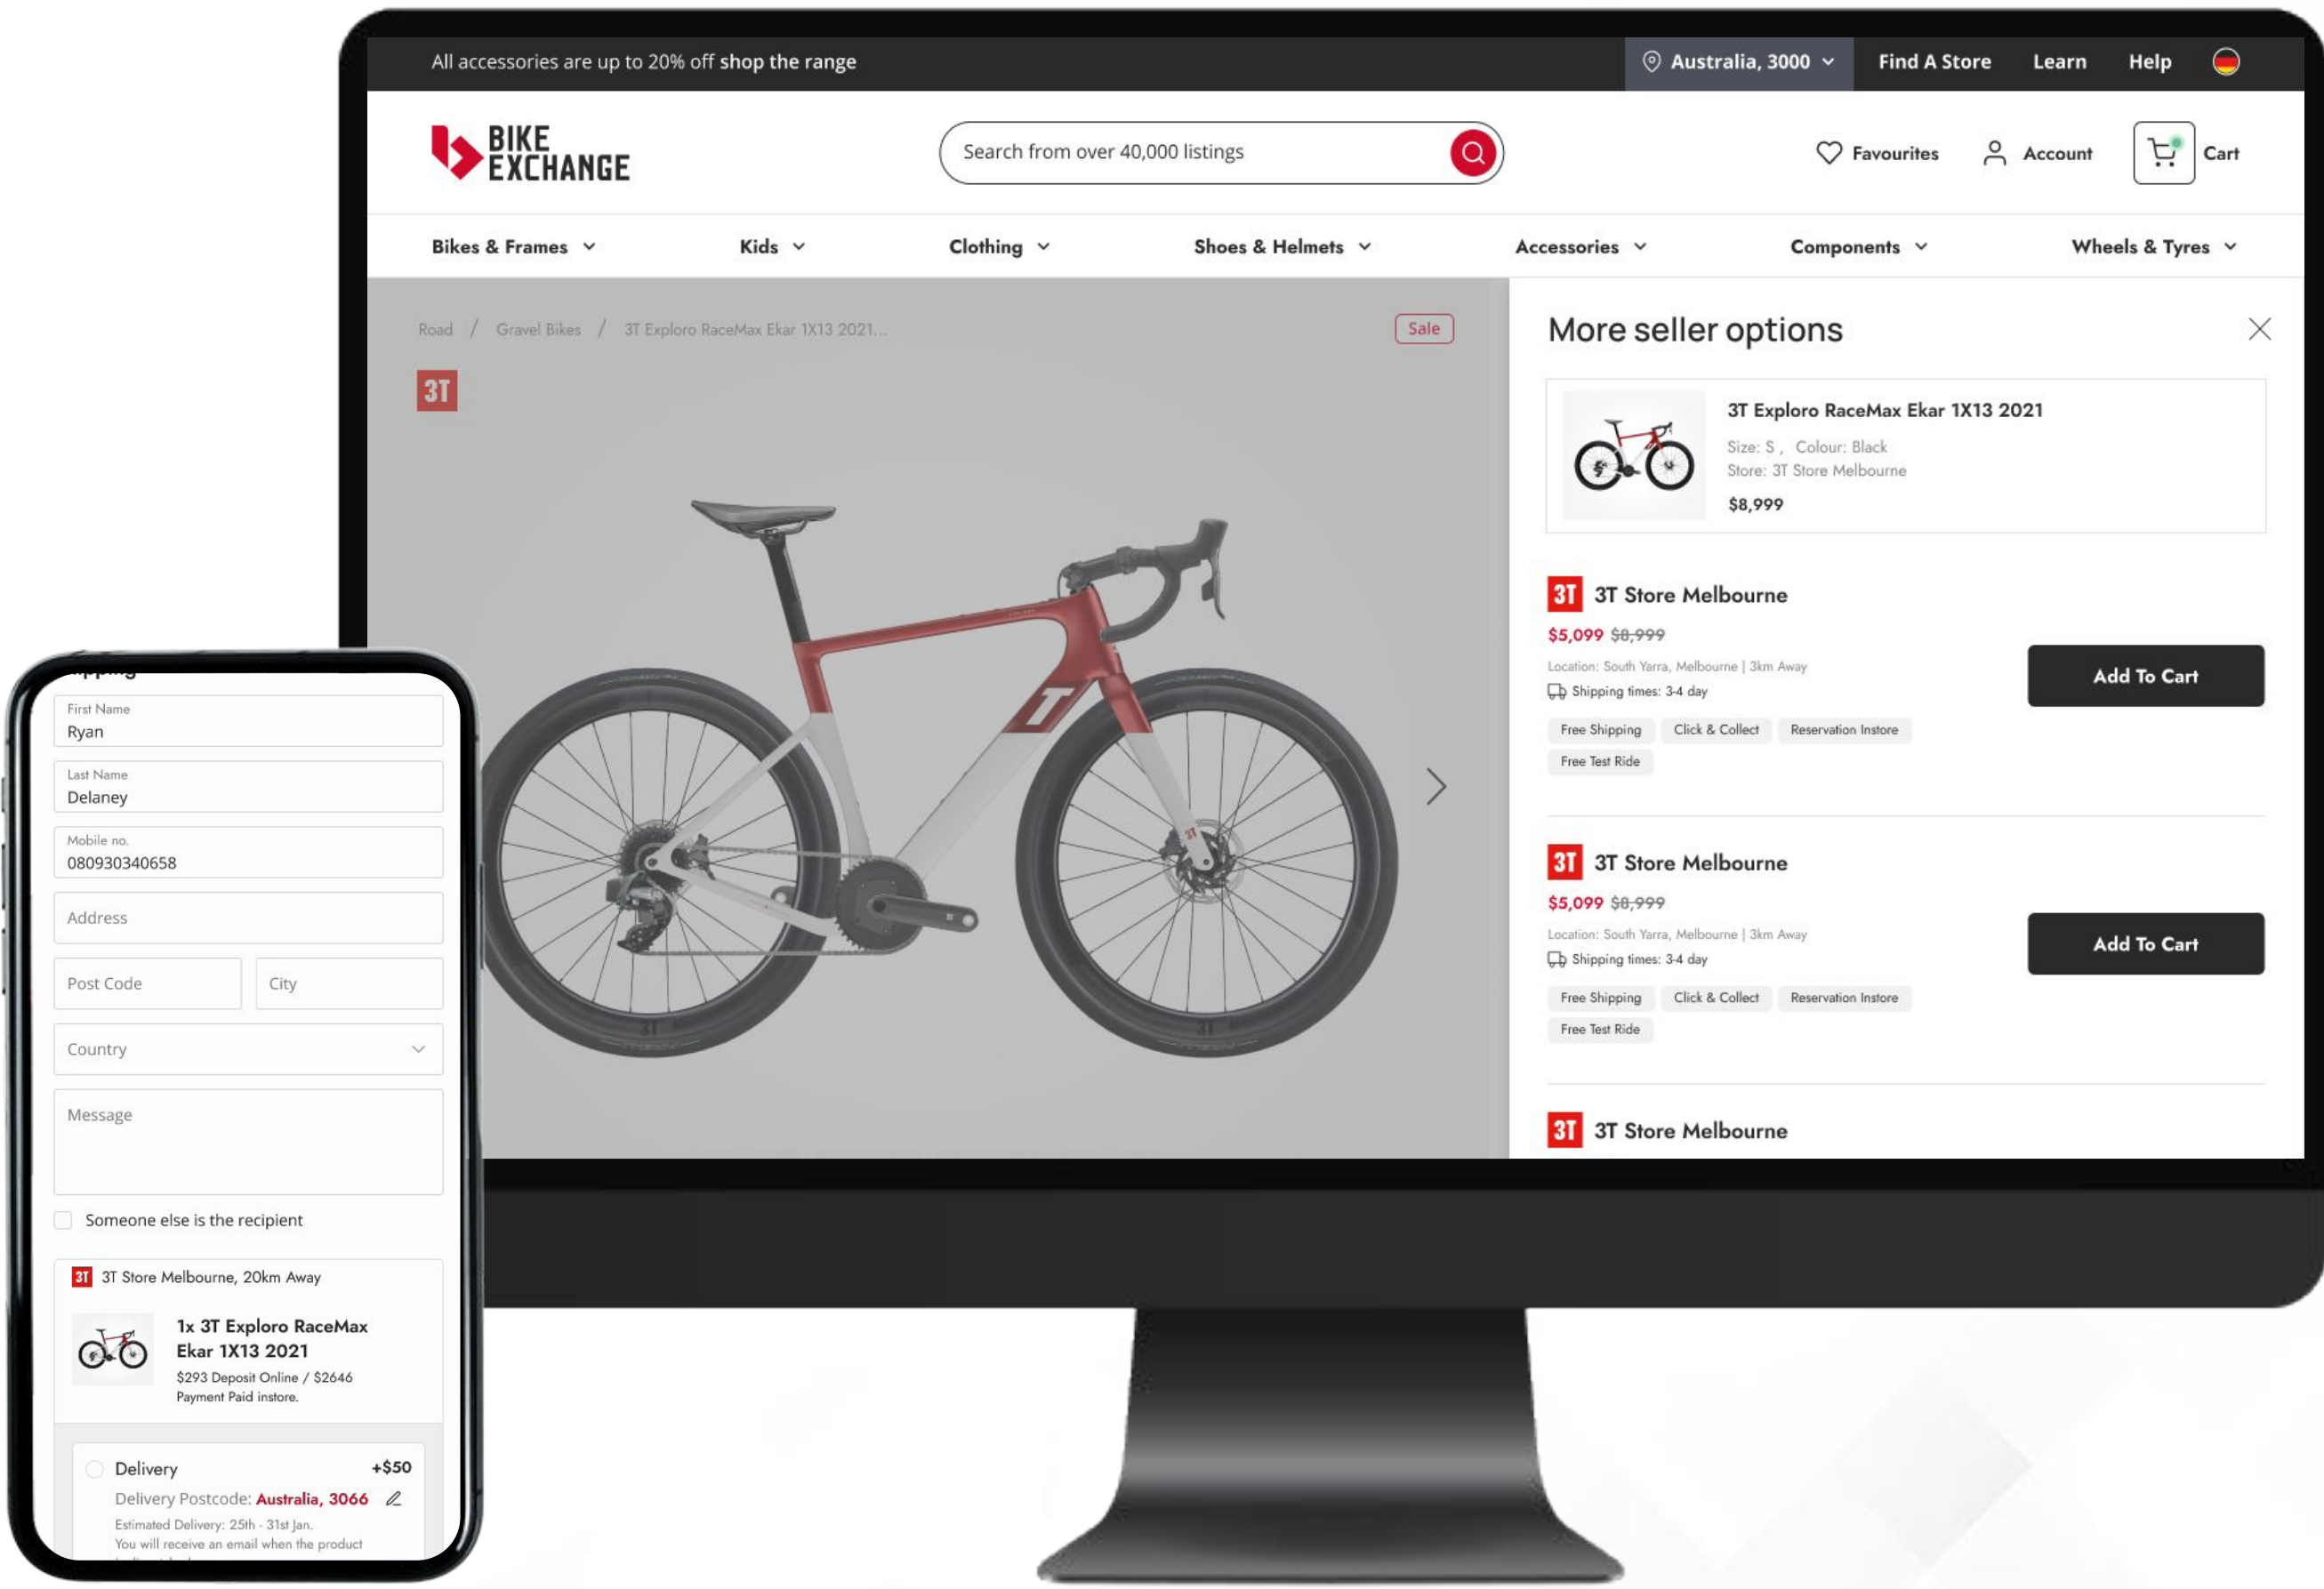 All accessories are up to 20% off shop the range
Australia, 3000
Find A Store
Learn
Help
BIKE
EXCHANGE
Search from over 40,000 listings
Favourites
Account
Cart
Bikes & Frames
Kids
Clothing
Shoes & Helmets
Accessories
Components
Wheels & Tyres
Road / Gravel Bikes / 3T Exploro RaceMax Ekar 1X13 2021...
Sale
3T
T
3T
3T
3T
More seller options
3T Exploro RaceMax Ekar 1X13 2021
Size: S , Colour: Black
Store: 3T Store Melbourne
$8,999
3T 3T Store Melbourne
$5,099 $8,999
Location: South Yarra, Melbourne | 3km Away
Shipping times: 3-4 day
Add To Cart
Free Shipping
Click & Collect
Reservation Instore
Free Test Ride
3T 3T Store Melbourne
$5,099 $8,999
Location: South Yarra, Melbourne | 3km Away
Shipping times: 3-4 day
Add To Cart
Free Shipping
Click & Collect
Reservation Instore
Free Test Ride
3T 3T Store Melbourne
First Name
Ryan
Last Name
Delaney
Mobile no.
080930340658
Address
Post Code
City
Country
Message
Someone else is the recipient
3T 3T Store Melbourne, 20km Away
1x 3T Exploro RaceMax
Ekar 1X13 2021
$293 Deposit Online / $2646
Payment Paid instore.
Delivery +$50
Delivery Postcode: Australia, 3066
Estimated Delivery: 25th - 31st Jan.
You will receive an email when the product